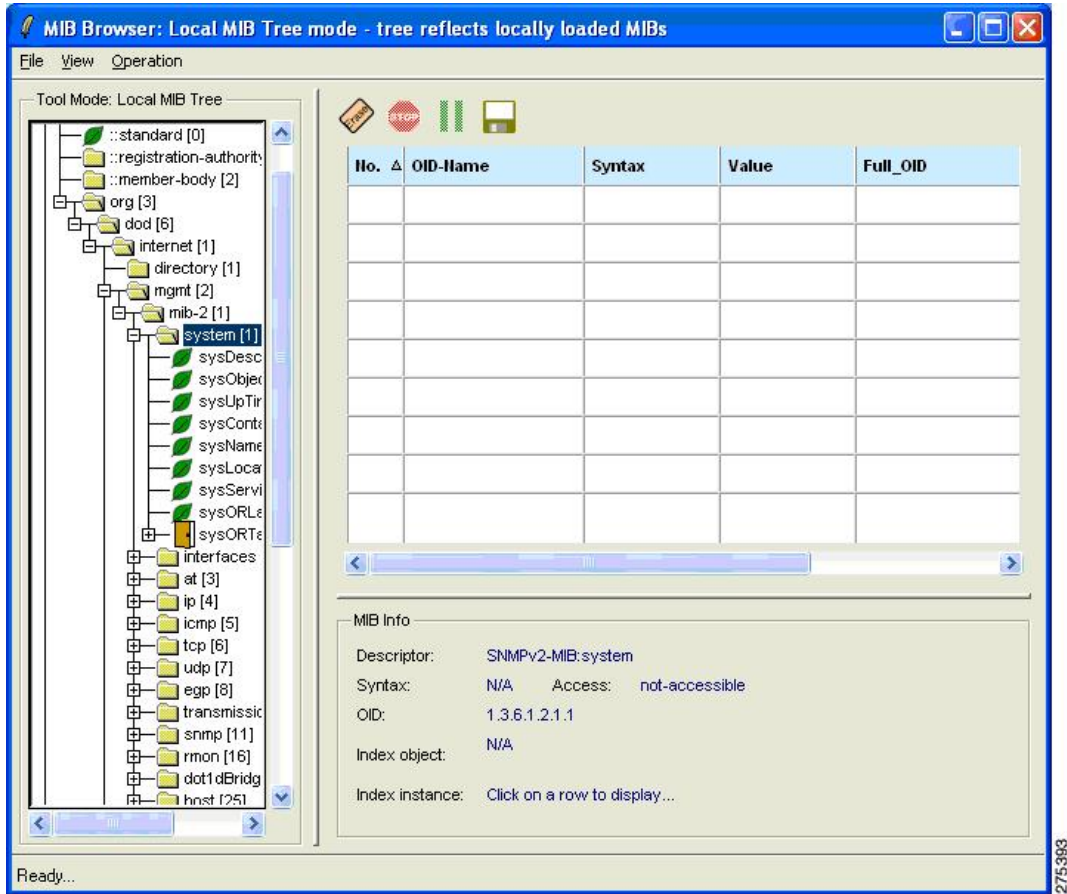 MIB Browser: Local MIB Tree mode - tree reflects locally loaded MIBs
File View Operation
Tool Mode: Local MIB Tree
::standard [0]
::registration-authority
::member-body [2]
org [3]
dod [6]
internet [1]
directory [1]
mgmt [2]
mib-2 [1]
system [1]
sysDesc
sysObjec
sysUpTir
sysConta
sysName
sysLocat
sysServi
sysORLa
sysORTa
interfaces
at [3]
ip [4]
icmp [5]
tcp [6]
udp [7]
egp [8]
transmissic
snmp [11]
rmon [16]
dot1dBridg
host [25]
Erase
STOP
No. OID-Name Syntax Value Full_OID
MIB Info
Descriptor: SNMPv2-MIB:system
Syntax: N/A Access: not-accessible
OID: 1.3.6.1.2.1.1
Index object: N/A
Index instance: Click on a row to display...
Ready...
275393